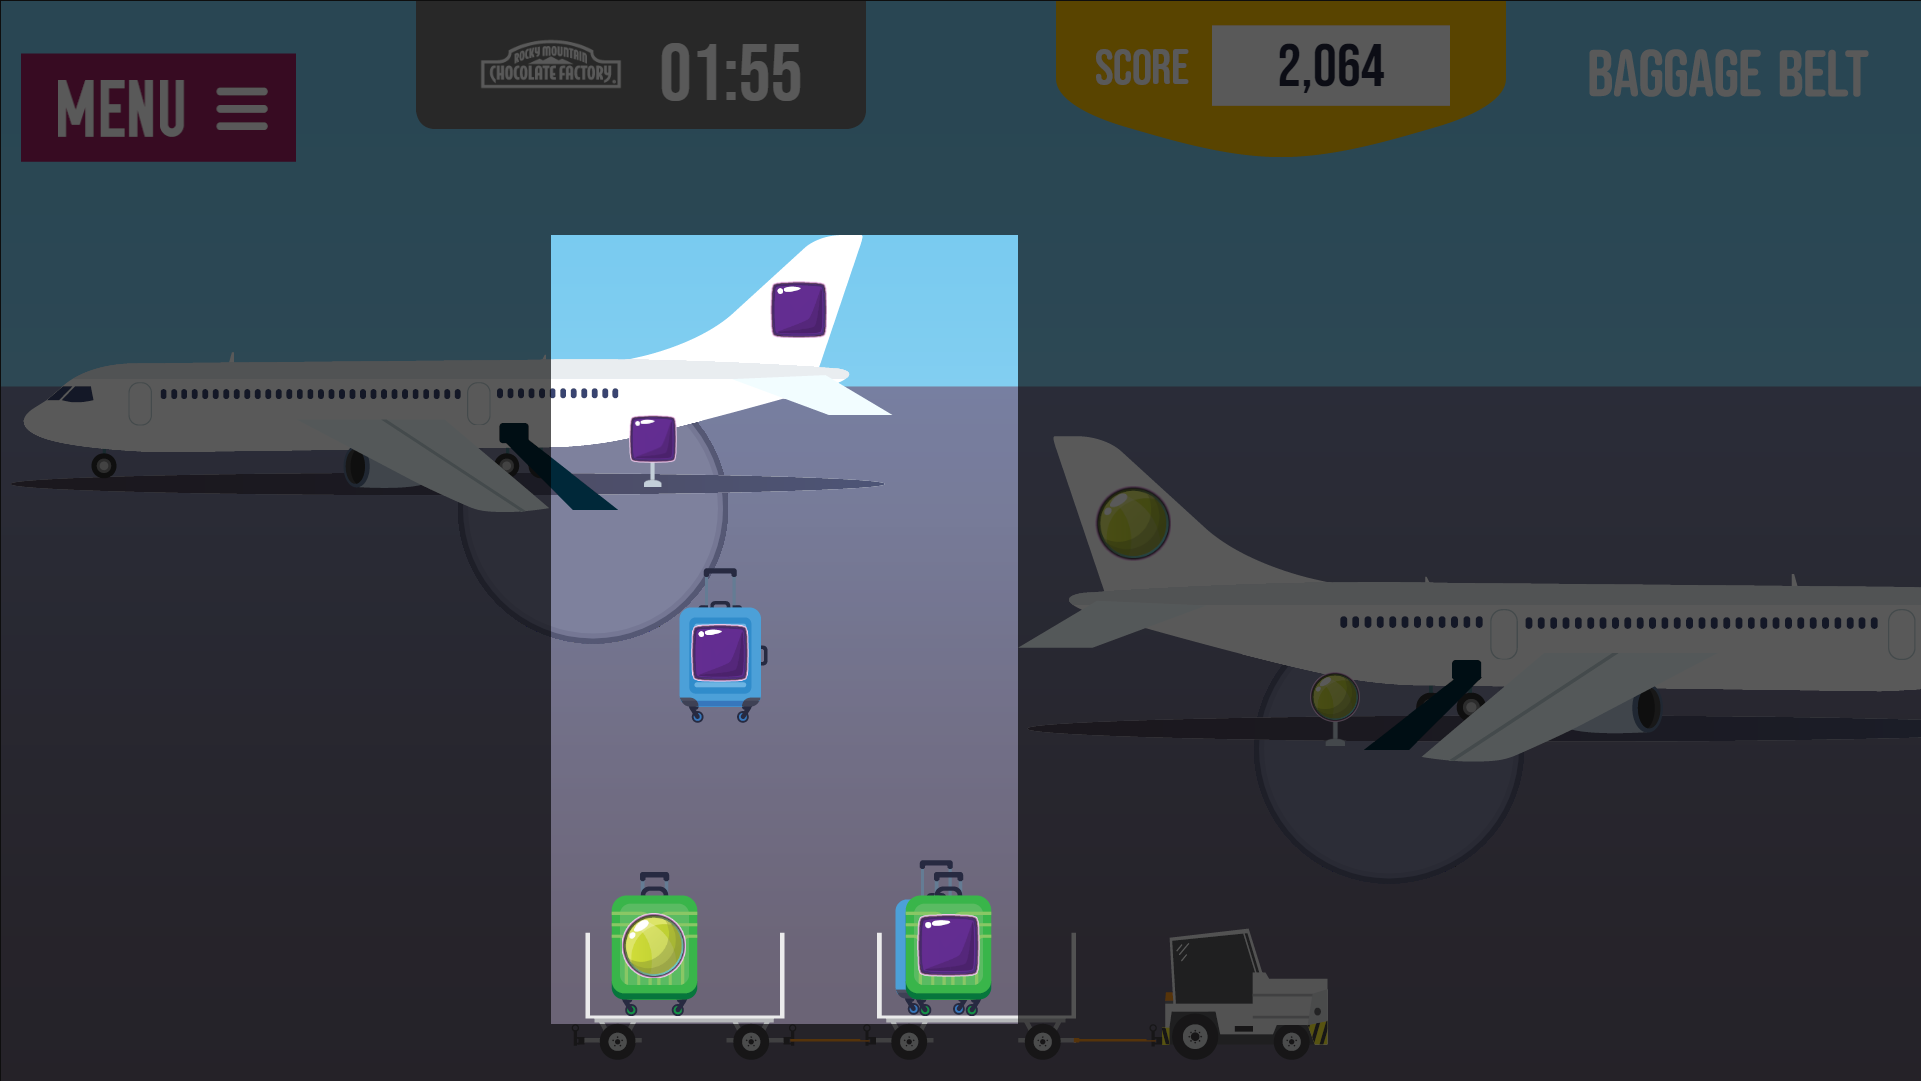 MENU
ROCKY MOUNTAIN
CHOCOLATE FACTORY
01:55
SCORE
2,064
BAGGAGE BELT